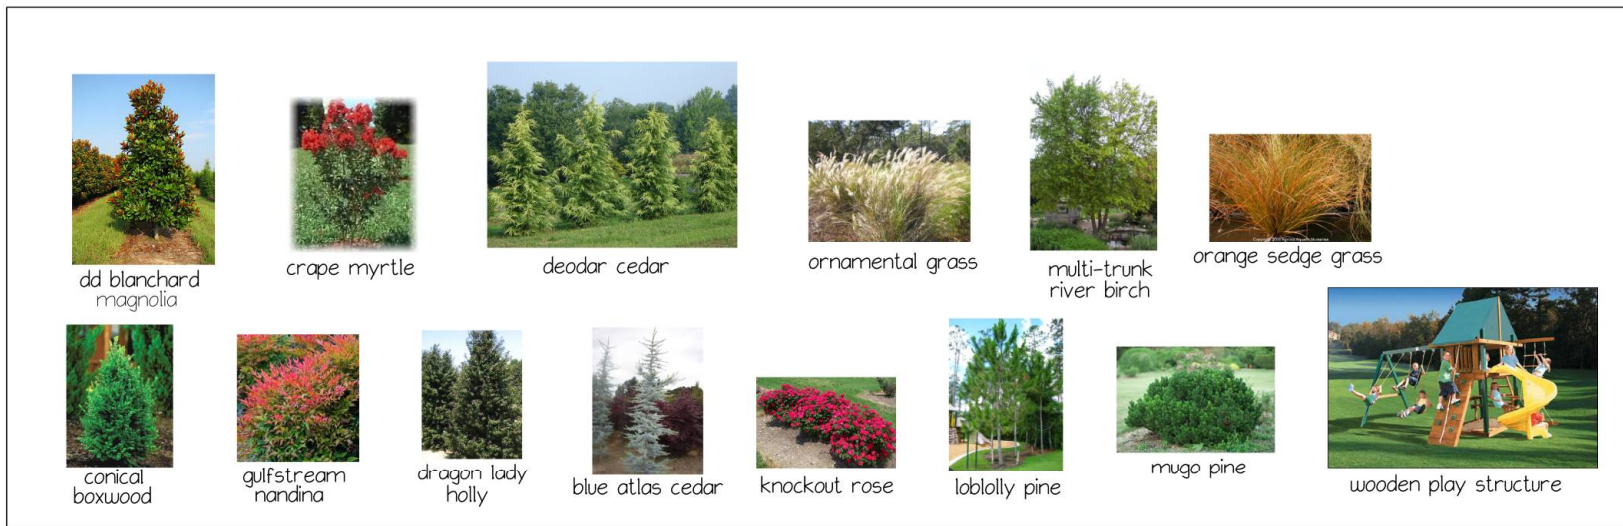 dd blanchard
magnolia
crape myrtle
deodar cedar
ornamental grass
multi-trunk
river birch
orange sedge grass
conical
boxwood
gulfstream
nandina
dragon lady
holly
blue atlas cedar
knockout rose
loblolly pine
mugo pine
wooden play structure